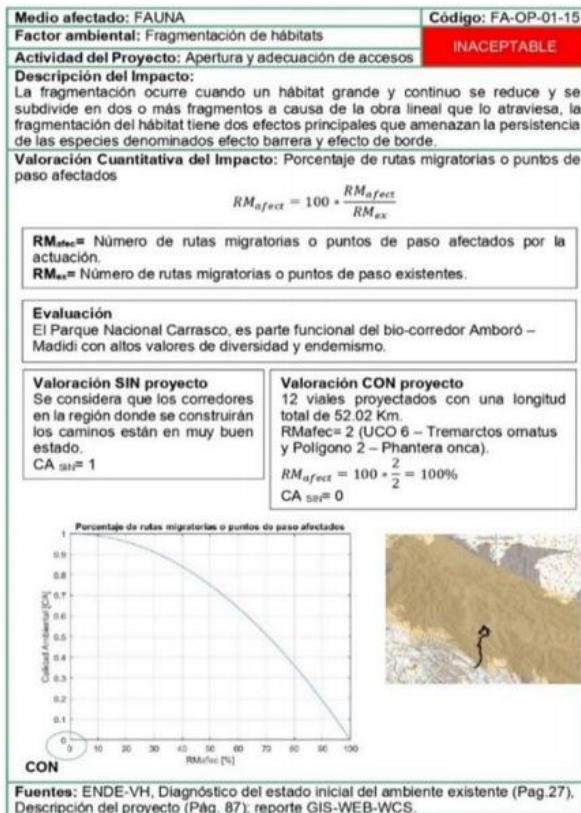 Medio afectado: FAUNA
Código: FA-OP-01-15
Factor ambiental: Fragmentación de hábitats
INACEPTABLE
Actividad del Proyecto: Apertura y adecuación de accesos
Descripción del Impacto:
La fragmentación ocurre cuando un hábitat grande y continuo se reduce y se
subdivide en dos o más fragmentos a causa de la obra lineal que lo atraviesa, la
fragmentación del hábitat tiene dos efectos principales que amenazan la persistencia
de las especies denominados efecto barrera y efecto de borde.
Valoración Cuantitativa del Impacto: Porcentaje de rutas migratorias o puntos de
paso afectados
RM_afect = 100 * RM_afect / RM_ex
RMafec= Número de rutas migratorias o puntos de paso afectados por la
actuación.
RMex= Número de rutas migratorias o puntos de paso existentes.
Evaluación
El Parque Nacional Carrasco, es parte funcional del bio-corredor Amboró –
Madidi con altos valores de diversidad y endemismo.
Valoración SIN proyecto
Se considera que los corredores
en la región donde se construirán
los caminos están en muy buen
estado.
CA SIN= 1
Valoración CON proyecto
12 viales proyectados con una longitud
total de 52.02 Km.
RMafec= 2 (UCO 6 – Tremarctos ornatus
y Polígono 2 – Phantera onca).
RM_afect = 100 * 2/2 = 100%
CA SIN= 0
Porcentaje de rutas migratorias o puntos de paso afectados
Calidad Ambiental [CA]
1
0.9
0.8
0.7
0.6
0.5
0.4
0.3
0.2
0.1
0
0 10 20 30 40 50 60 70 80 90 100
RMafec [%]
CON
Fuentes: ENDE-VH, Diagnóstico del estado inicial del ambiente existente (Pag.27),
Descripción del proyecto (Pág. 87); reporte GIS-WEB-WCS.